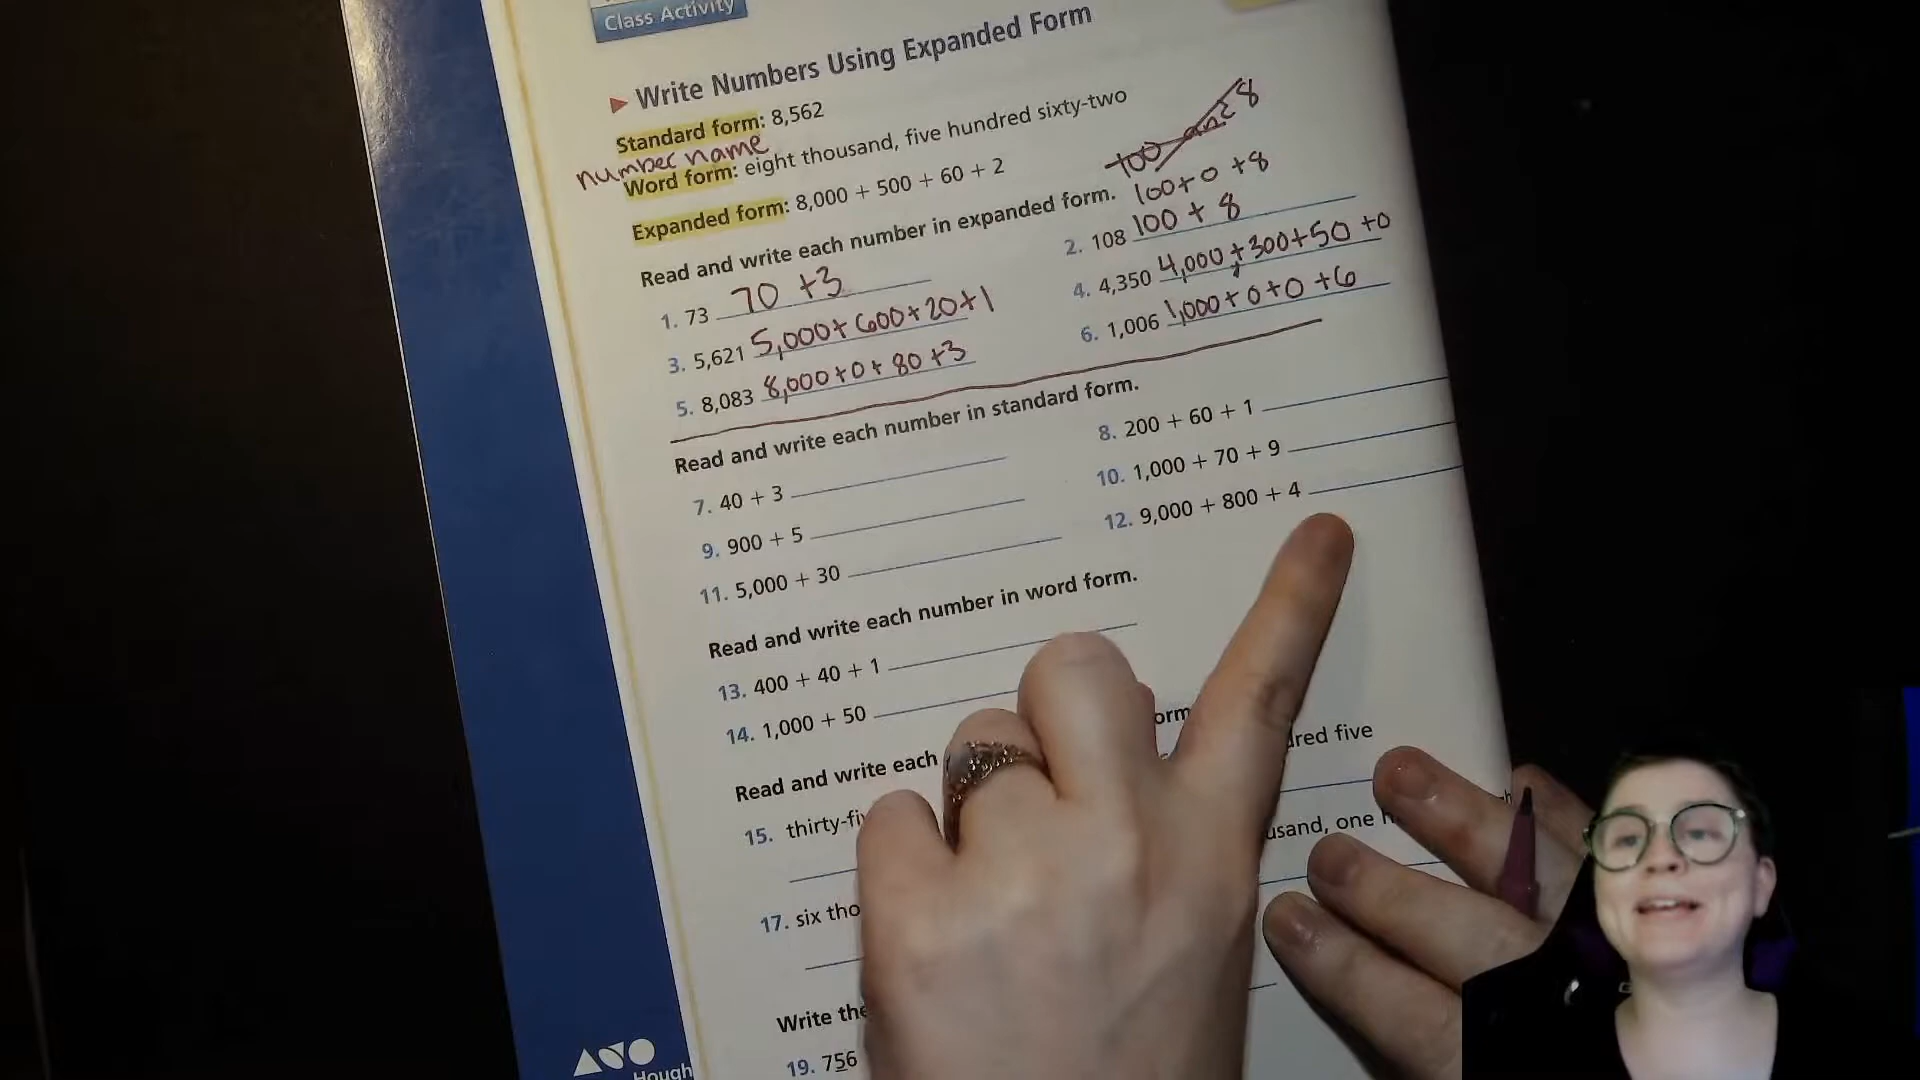 Class Activity
Write Numbers Using Expanded Form
Standard form: 8,562
number name
Word form: eight thousand, five hundred sixty-two
Expanded form: 8,000 + 500 + 60 + 2
Read and write each number in expanded form.
100 and 8
100 + 0 + 8
1. 73 70 + 3
2. 108 100 + 8
3. 5,621 5,000 + 600 + 20 + 1
4. 4,350 4,000 + 300 + 50 + 0
5. 8,083 8,000 + 0 + 80 + 3
6. 1,006 1,000 + 0 + 0 + 6
Read and write each number in standard form.
7. 40 + 3
8. 200 + 60 + 1
9. 900 + 5
10. 1,000 + 70 + 9
11. 5,000 + 30
12. 9,000 + 800 + 4
Read and write each number in word form.
13. 400 + 40 + 1
14. 1,000 + 50
Read and write each
15.
five
17. six
one
Write
19. 756